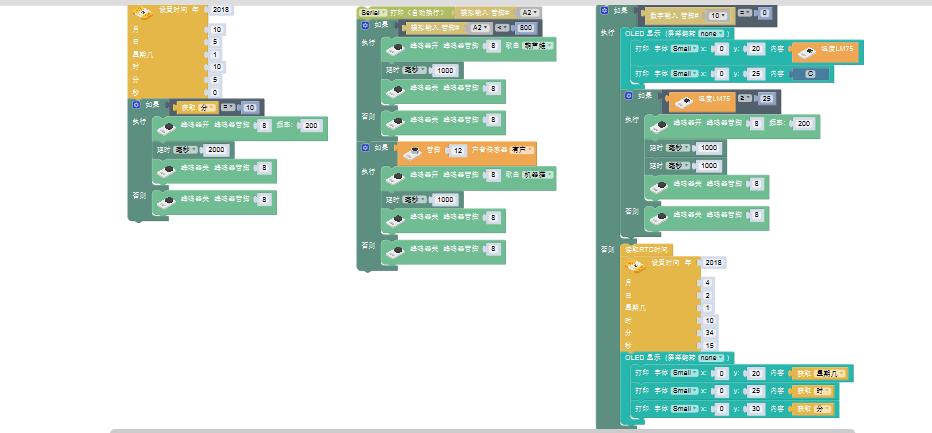 设置时间 年 2018
月 10
日 5
星期几 1
时 10
分 5
秒 0
如果 获取 分 = 10
执行 蜂鸣器开 蜂鸣器管脚 8 频率: 200
延时 毫秒 2000
蜂鸣器关 蜂鸣器管脚 8
否则 蜂鸣器关 蜂鸣器管脚 8
Serial 打印（自动换行） 模拟输入 管脚# A2
如果 模拟输入 管脚# A2 < 800
执行 蜂鸣器开 蜂鸣器管脚 8 歌曲
延时 毫秒 1000
蜂鸣器关 蜂鸣器管脚 8
否则 蜂鸣器关 蜂鸣器管脚 8
如果 管脚 12 声音传感器 有声
执行 蜂鸣器开 蜂鸣器管脚 8 歌曲 机器猫
延时 毫秒 1000
蜂鸣器关 蜂鸣器管脚 8
否则 蜂鸣器关 蜂鸣器管脚 8
如果 数字输入 管脚# 10 = 0
执行 OLED 显示 (屏幕翻转 none )
打印 字体 Small x: 0 y: 20 内容 温度LM75
打印 字体 Small x: 0 y: 25 内容 C
如果 温度LM75 ≥ 25
执行 蜂鸣器开 蜂鸣器管脚 8 频率: 200
延时 毫秒 1000
延时 毫秒 1000
蜂鸣器关 蜂鸣器管脚 8
否则 蜂鸣器关 蜂鸣器管脚 8
否则 读取RTC时间
设置时间 年 2018
月 4
日 2
星期几 1
时 10
分 34
秒 15
OLED 显示 (屏幕翻转 none )
打印 字体 Small x: 0 y: 20 内容 获取 星期几
打印 字体 Small x: 0 y: 25 内容 获取 时
打印 字体 Small x: 0 y: 30 内容 获取 分